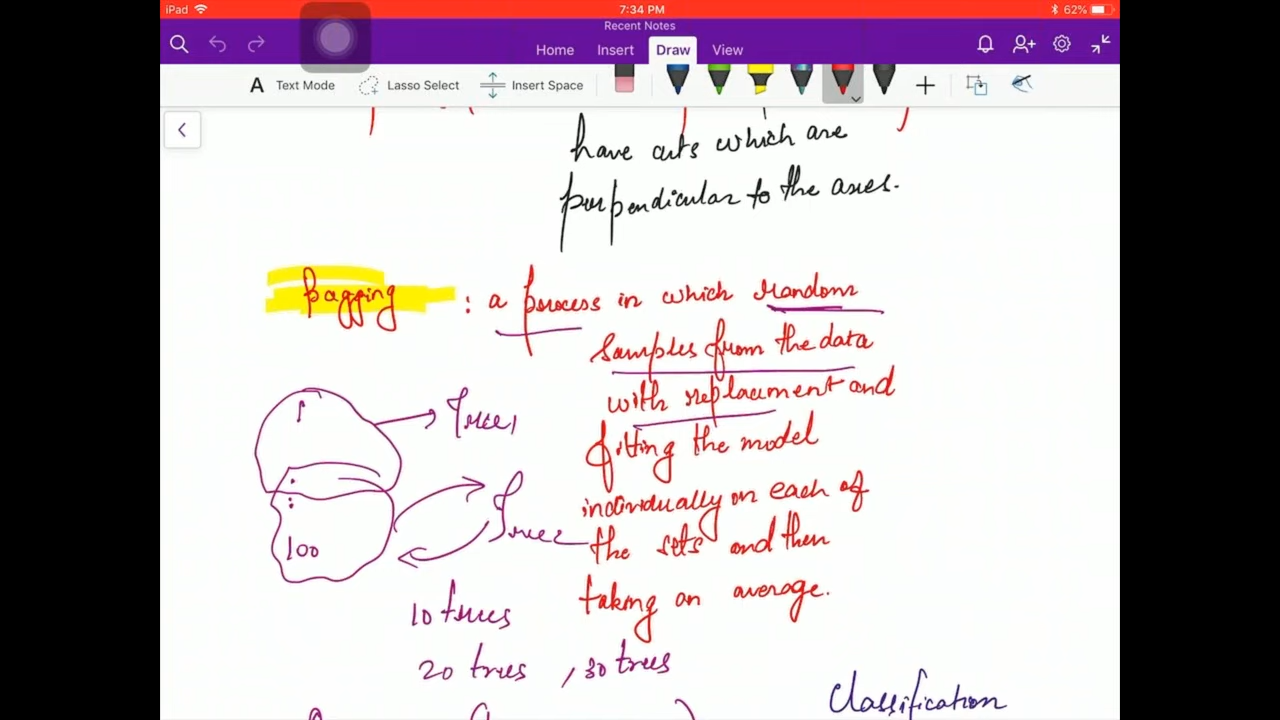 iPad 7:34 PM 62%
Recent Notes
Home Insert Draw View
A Text Mode Lasso Select Insert Space
have cuts which are
perpendicular to the axes.
Bagging : a process in which random
samples from the data
with replacement and
fitting the model
individually on each of
the sets and then
taking an average.
1 → Tree1
100 Tree2
10 trees
20 trees , 30 trees
Classification